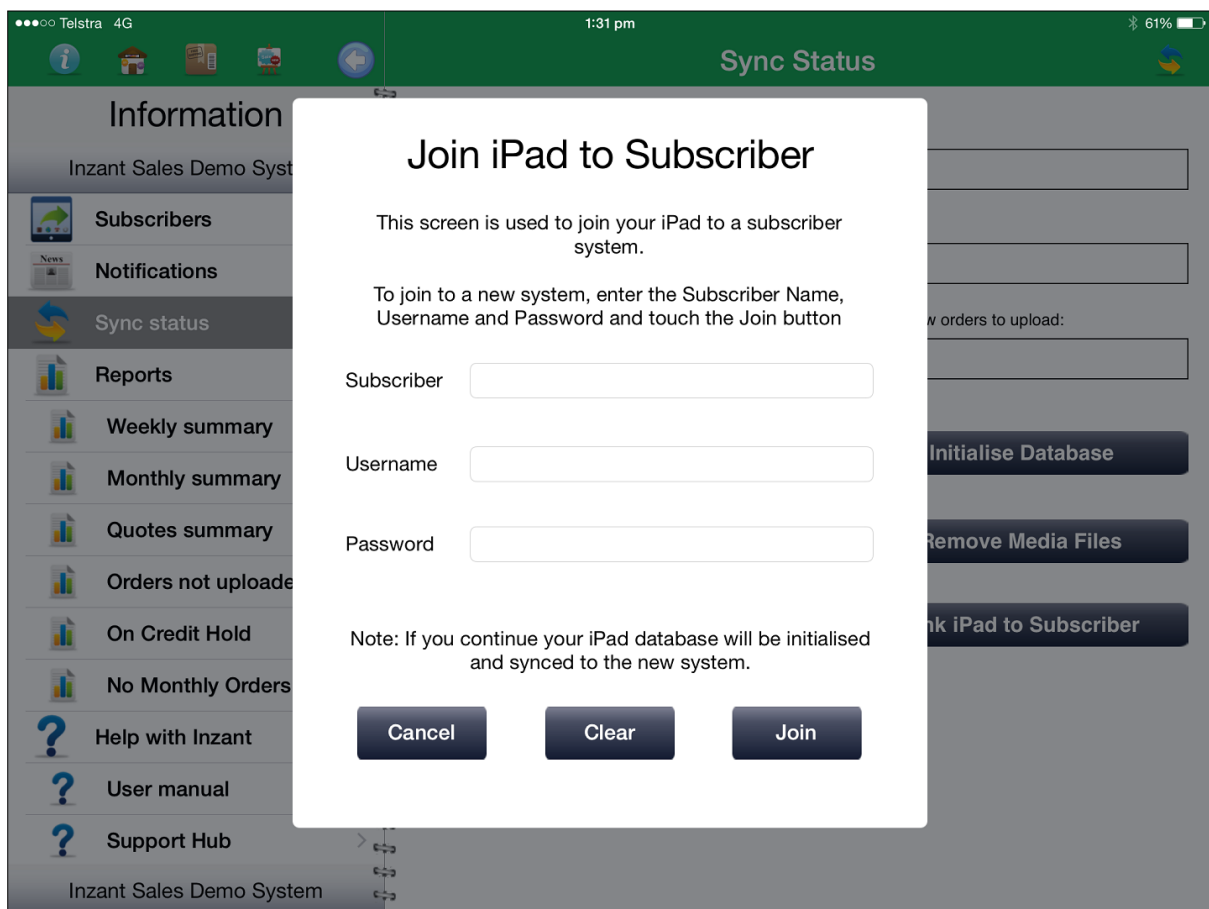 Telstra 4G
1:31 pm
61%
Sync Status
Information
Inzant Sales Demo Syst
Subscribers
News
Notifications
Sync status
Reports
Weekly summary
Monthly summary
Quotes summary
Orders not uploade
On Credit Hold
No Monthly Orders
Help with Inzant
User manual
Support Hub
Inzant Sales Demo System
Join iPad to Subscriber
This screen is used to join your iPad to a subscriber
system.
To join to a new system, enter the Subscriber Name,
Username and Password and touch the Join button
Subscriber
Username
Password
Note: If you continue your iPad database will be initialised
and synced to the new system.
Cancel
Clear
Join
w orders to upload:
Initialise Database
Remove Media Files
nk iPad to Subscriber